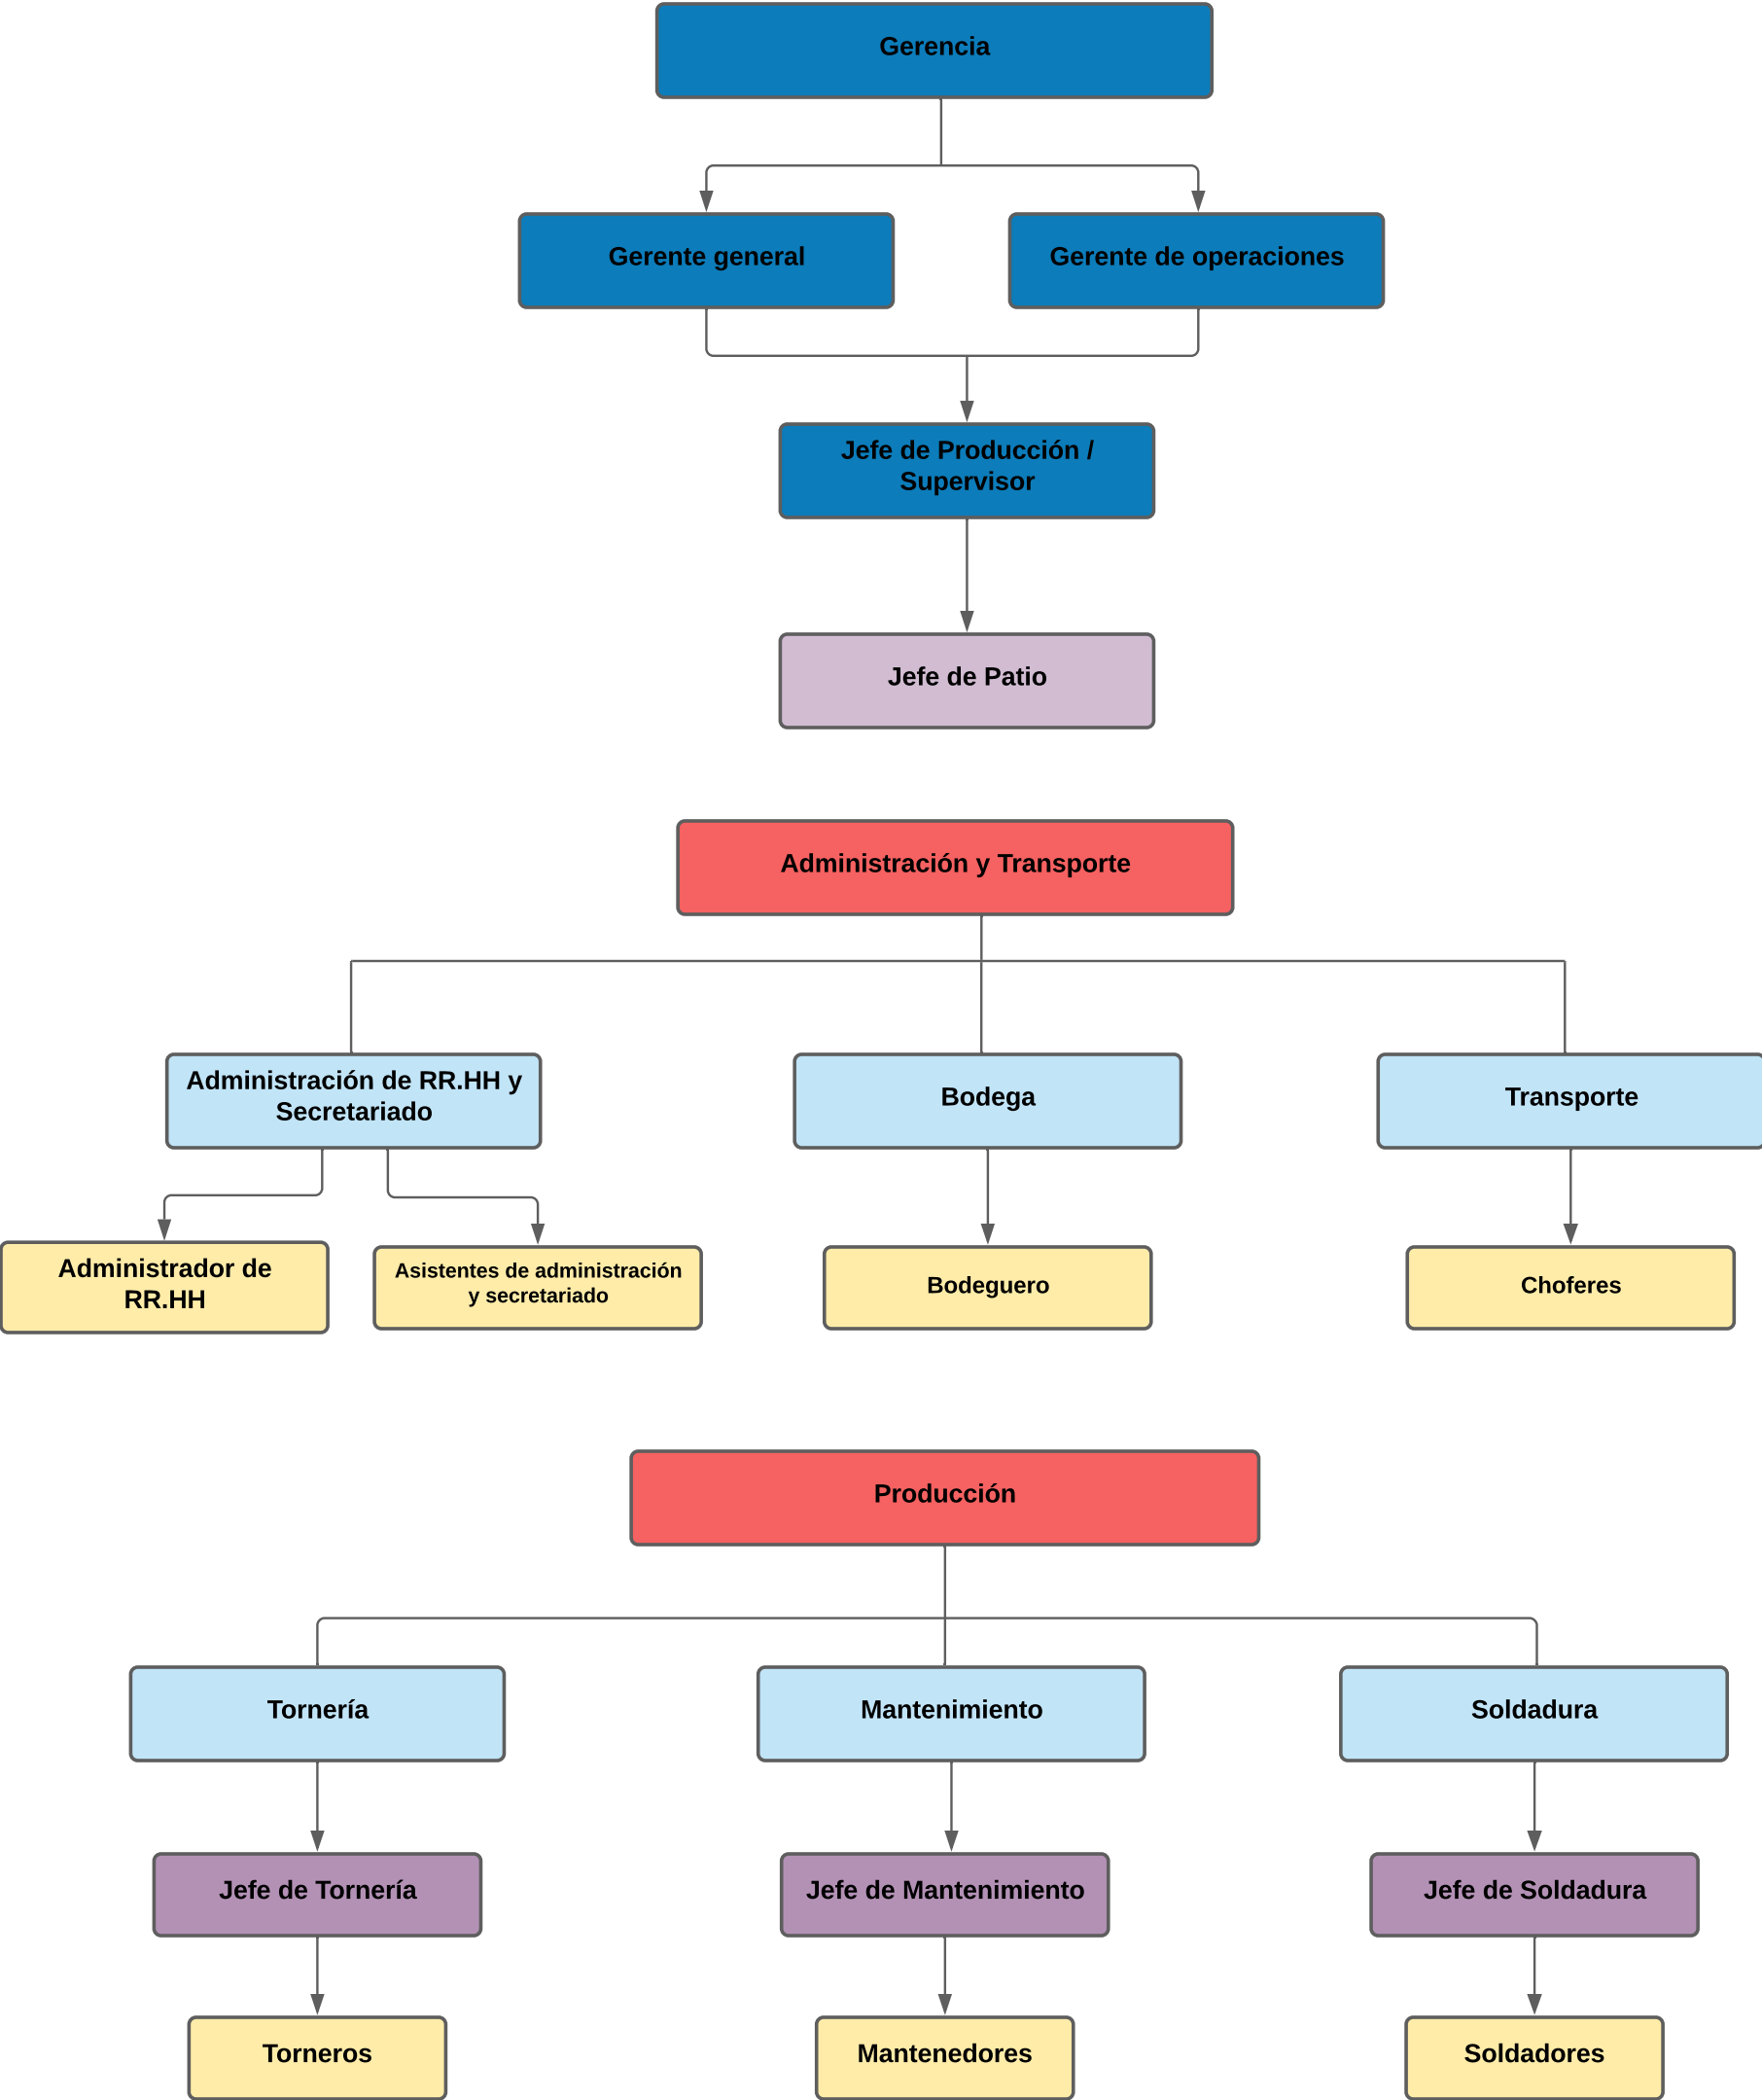 Gerencia
Gerente general
Gerente de operaciones
Jefe de Producción /
Supervisor
Jefe de Patio
Administración y Transporte
Administración de RR.HH y
Secretariado
Bodega
Transporte
Administrador de
RR.HH
Asistentes de administración
y secretariado
Bodeguero
Choferes
Producción
Tornería
Mantenimiento
Soldadura
Jefe de Tornería
Jefe de Mantenimiento
Jefe de Soldadura
Torneros
Mantenedores
Soldadores